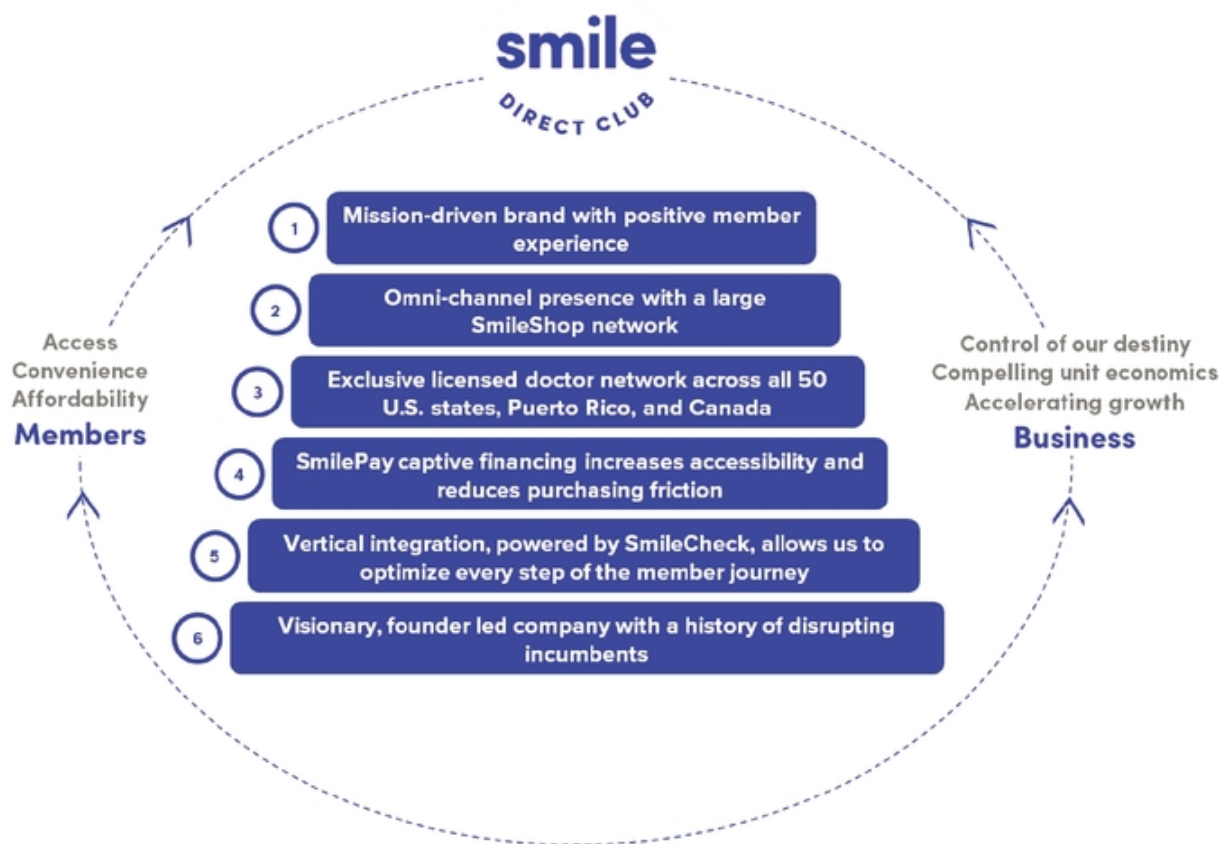 smile
DIRECT CLUB
1
Mission-driven brand with positive member
experience
2
Omni-channel presence with a large
SmileShop network
3
Exclusive licensed doctor network across all 50
U.S. states, Puerto Rico, and Canada
4
SmilePay captive financing increases accessibility and
reduces purchasing friction
5
Vertical integration, powered by SmileCheck, allows us to
optimize every step of the member journey
6
Visionary, founder led company with a history of disrupting
incumbents
Access
Convenience
Affordability
Members
Control of our destiny
Compelling unit economics
Accelerating growth
Business